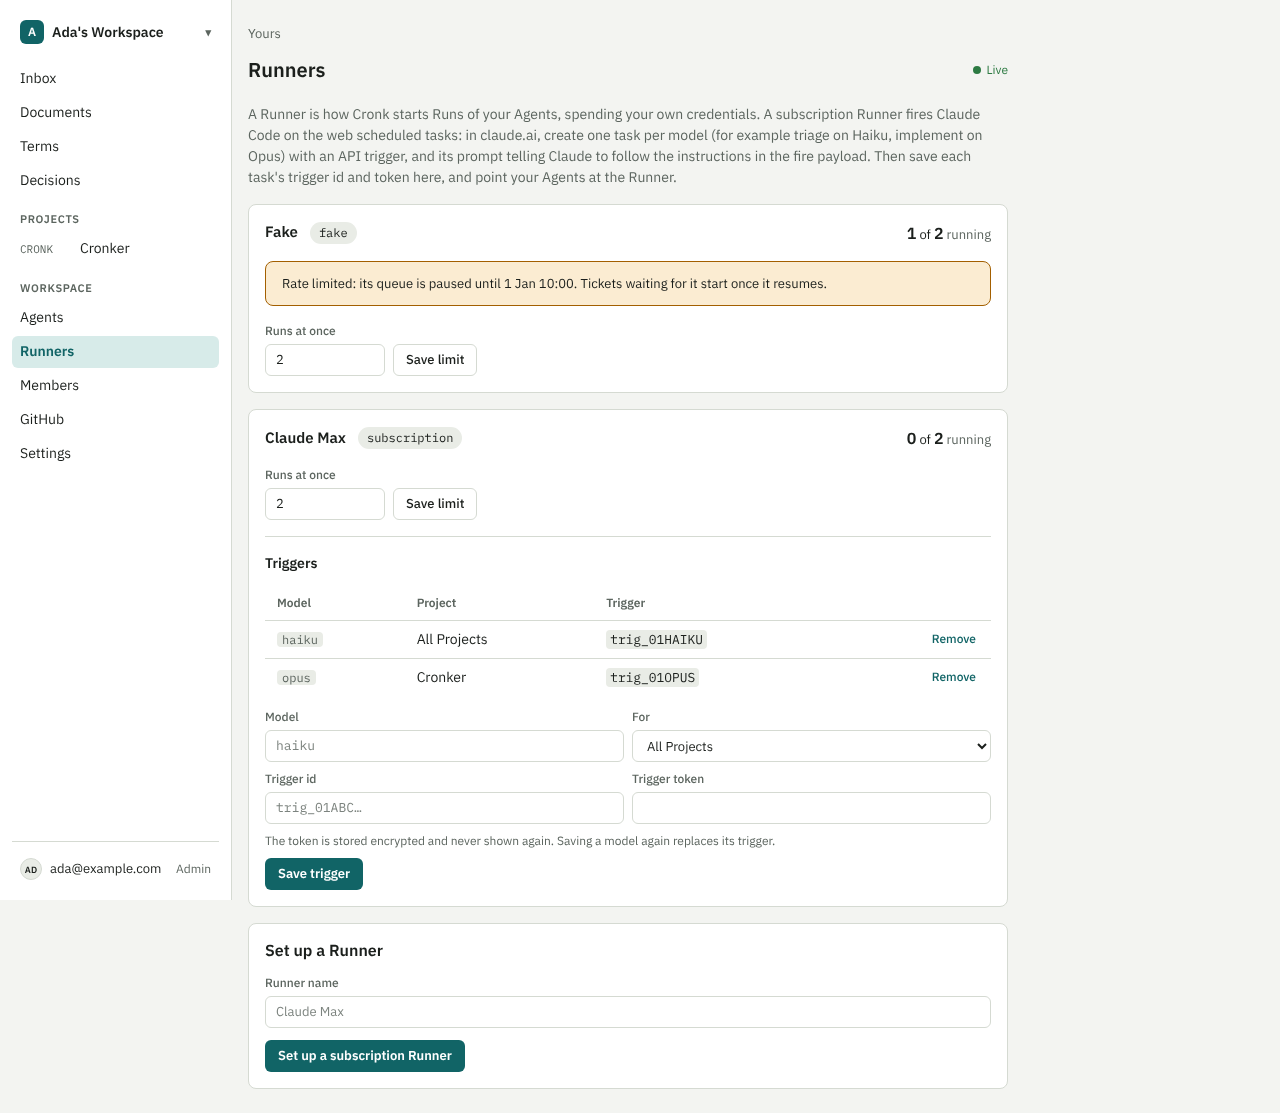 A Ada's Workspace ▾
Inbox
Documents
Terms
Decisions
PROJECTS
CRONK Cronker
WORKSPACE
Agents
Runners
Members
GitHub
Settings
AD ada@example.com Admin
Yours
Runners
Live
A Runner is how Cronk starts Runs of your Agents, spending your own credentials. A subscription Runner fires Claude
Code on the web scheduled tasks: in claude.ai, create one task per model (for example triage on Haiku, implement on
Opus) with an API trigger, and its prompt telling Claude to follow the instructions in the fire payload. Then save each
task's trigger id and token here, and point your Agents at the Runner.
Fake fake 1 of 2 running
Rate limited: its queue is paused until 1 Jan 10:00. Tickets waiting for it start once it resumes.
Runs at once
2 Save limit
Claude Max subscription 0 of 2 running
Runs at once
2 Save limit
Triggers
Model Project Trigger
haiku All Projects trig_01HAIKU Remove
opus Cronker trig_01OPUS Remove
Model For
haiku All Projects
Trigger id Trigger token
trig_01ABC…
The token is stored encrypted and never shown again. Saving a model again replaces its trigger.
Save trigger
Set up a Runner
Runner name
Claude Max
Set up a subscription Runner